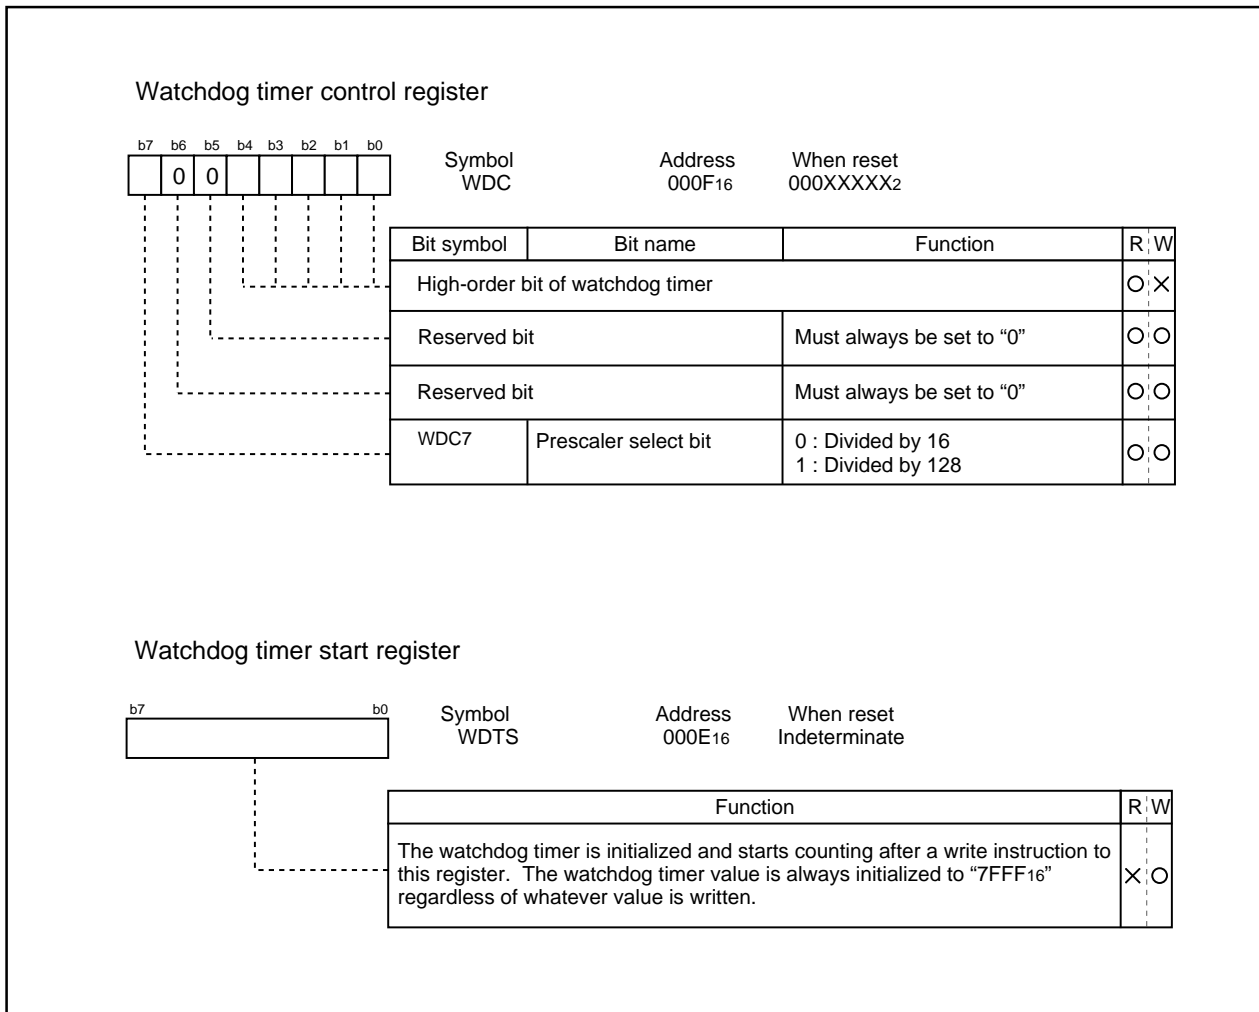 Watchdog timer control register
b7 b6 b5 b4 b3 b2 b1 b0
0 0
Symbol Address When reset
WDC 000F16 000XXXXX2
Bit symbol Bit name Function R W
High-order bit of watchdog timer
Reserved bit Must always be set to “0”
Reserved bit Must always be set to “0”
WDC7 Prescaler select bit 0 : Divided by 16
1 : Divided by 128
Watchdog timer start register
b7 b0
Symbol Address When reset
WDTS 000E16 Indeterminate
Function R W
The watchdog timer is initialized and starts counting after a write instruction to
this register. The watchdog timer value is always initialized to “7FFF16”
regardless of whatever value is written.